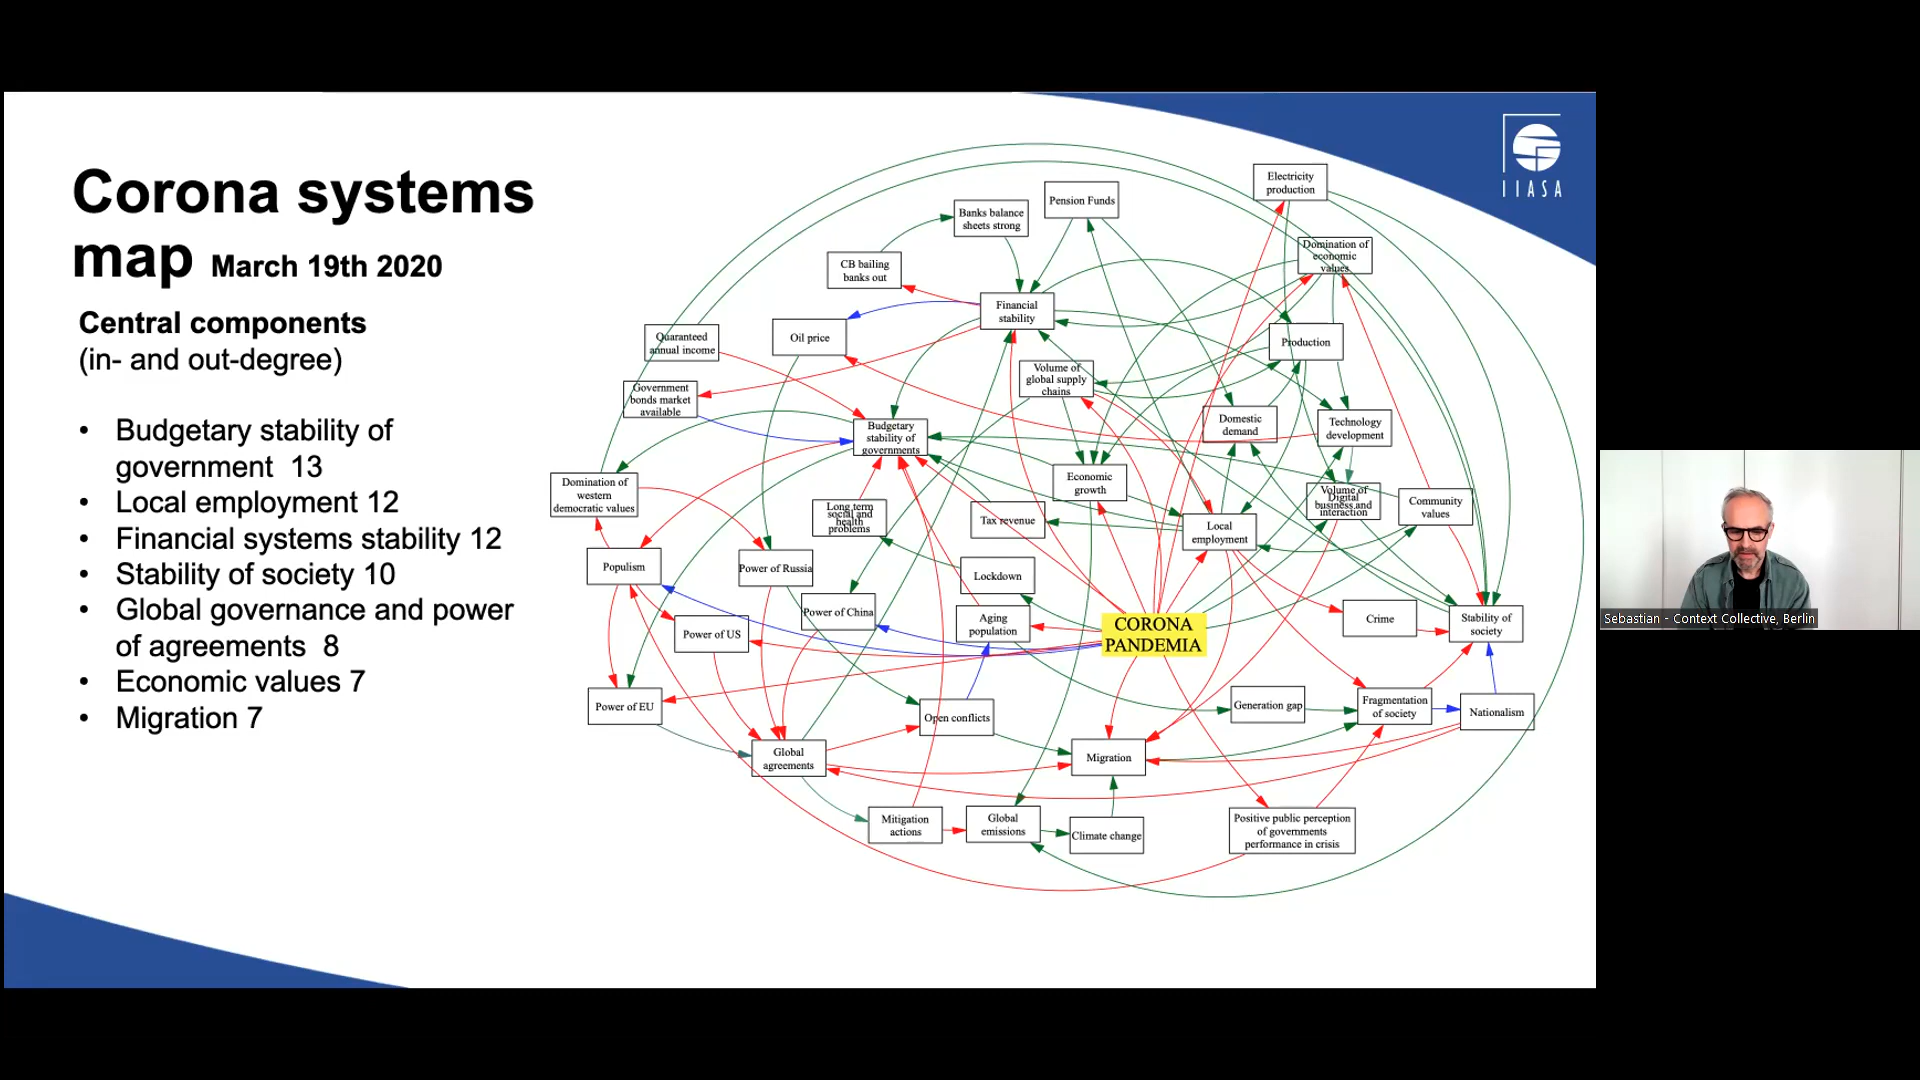 Corona systems
map March 19th 2020
Central components
(in- and out-degree)
• Budgetary stability of
government 13
• Local employment 12
• Financial systems stability 12
• Stability of society 10
• Global governance and power
of agreements 8
• Economic values 7
• Migration 7
IIASA
Electricity
production
Pension Funds
Banks balance
sheets strong
Domination of
economic
values
CB bailing
banks out
Financial
stability
Oil price
Quaranteed
annual income
Production
Volume of
global supply
chains
Government
bonds market
available
Budgetary
stability of
governments
Domestic
demand
Technology
development
Economic
growth
Domination of
western
democratic values
Volume of
Digital
business and
interaction
Community
values
Long term
social and
health
problems
Tax revenue
Local
employment
Populism
Power of Russia
Lockdown
Power of China
Aging
population
CORONA
PANDEMIA
Crime
Stability of
society
Power of US
Power of EU
Open conflicts
Generation gap
Fragmentation
of society
Nationalism
Global
agreements
Migration
Mitigation
actions
Global
emissions
Climate change
Positive public perception
of governments
performance in crisis
Sebastian - Context Collective, Berlin